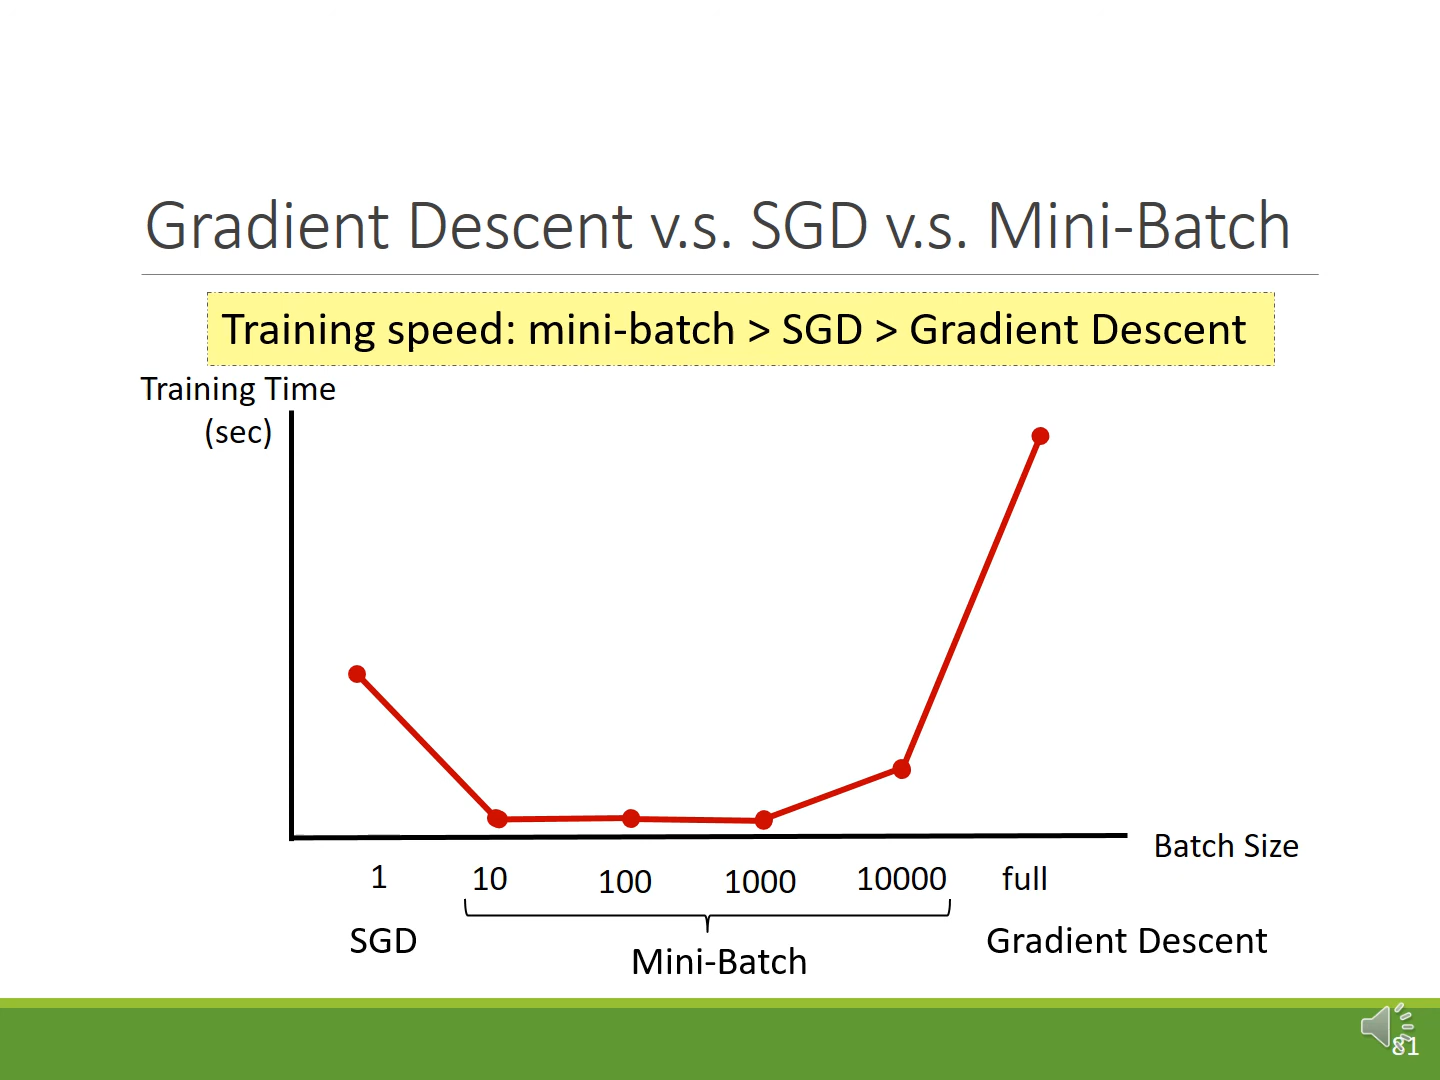 Gradient Descent v.s. SGD v.s. Mini-Batch
Training speed: mini-batch > SGD > Gradient Descent
Training Time
(sec)
Batch Size
1 10 100 1000 10000 full
SGD Mini-Batch Gradient Descent
81